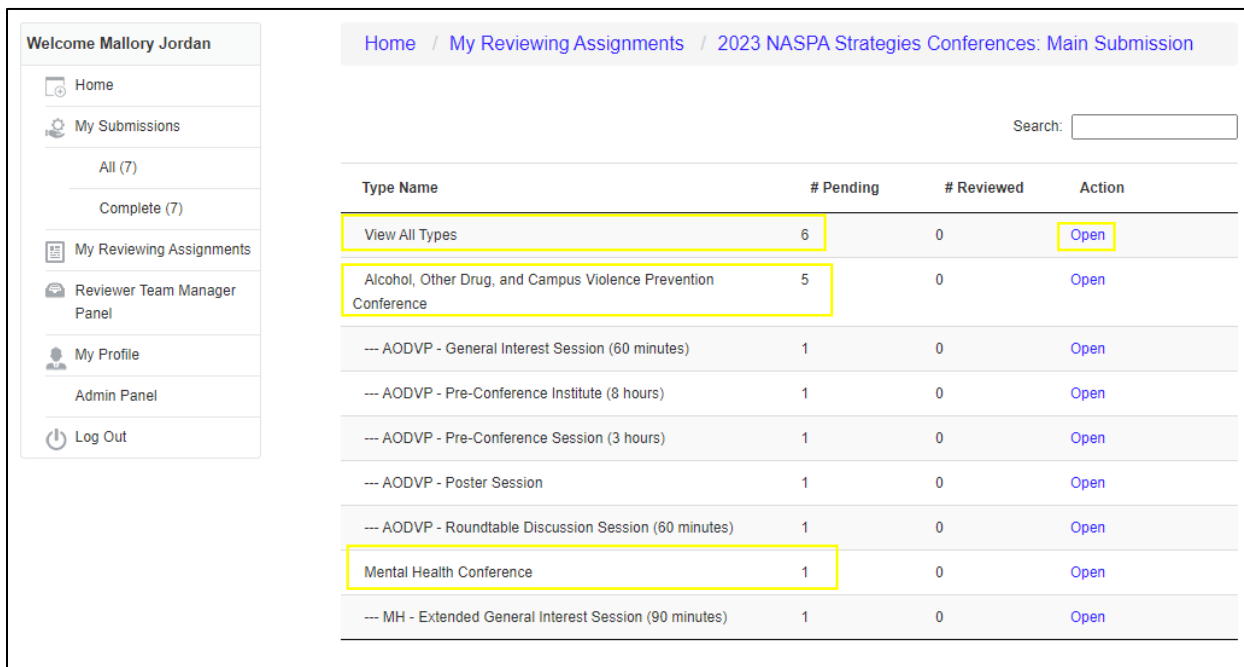 Welcome Mallory Jordan
Home
My Submissions
All (7)
Complete (7)
My Reviewing Assignments
Reviewer Team Manager
Panel
My Profile
Admin Panel
Log Out
Home / My Reviewing Assignments / 2023 NASPA Strategies Conferences: Main Submission
Search:
Type Name # Pending # Reviewed Action
View All Types 6 0 Open
Alcohol, Other Drug, and Campus Violence Prevention 5 0 Open
Conference
--- AODVP - General Interest Session (60 minutes) 1 0 Open
--- AODVP - Pre-Conference Institute (8 hours) 1 0 Open
--- AODVP - Pre-Conference Session (3 hours) 1 0 Open
--- AODVP - Poster Session 1 0 Open
--- AODVP - Roundtable Discussion Session (60 minutes) 1 0 Open
Mental Health Conference 1 0 Open
--- MH - Extended General Interest Session (90 minutes) 1 0 Open